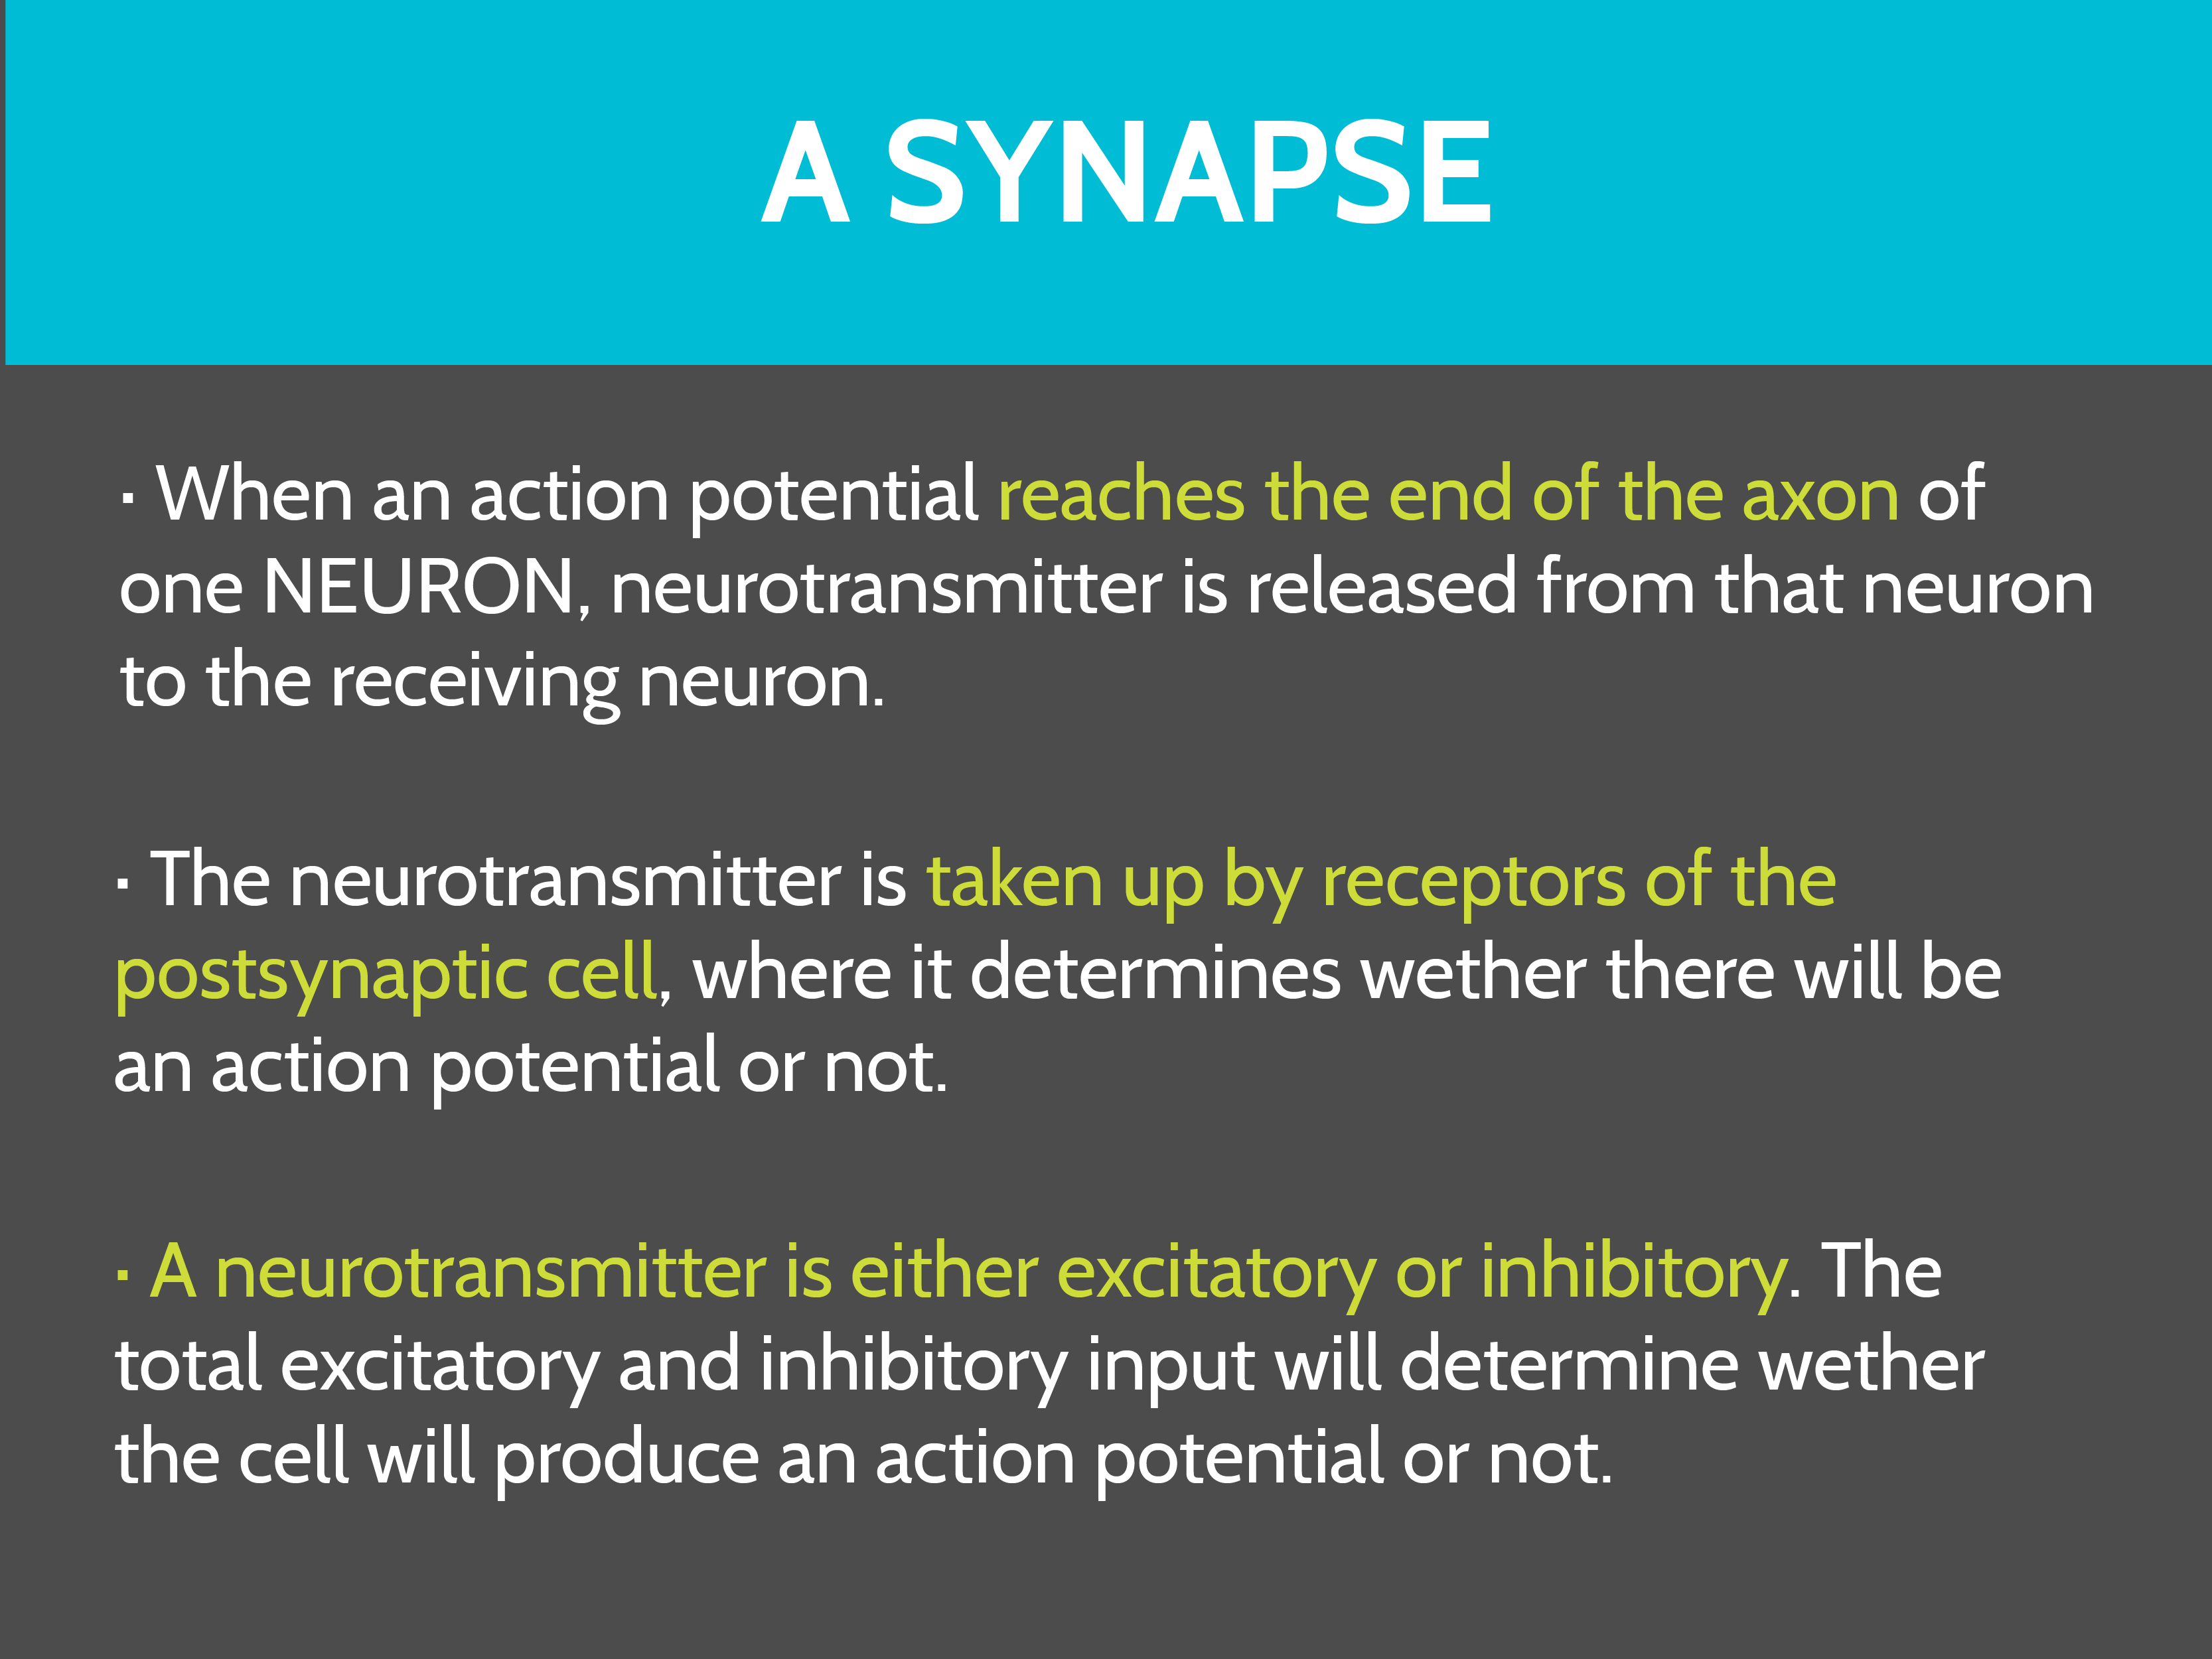 A SYNAPSE
· When an action potential reaches the end of the axon of
one NEURON, neurotransmitter is released from that neuron
to the receiving neuron.
· The neurotransmitter is taken up by receptors of the
postsynaptic cell, where it determines wether there will be
an action potential or not.
· A neurotransmitter is either excitatory or inhibitory. The
total excitatory and inhibitory input will determine wether
the cell will produce an action potential or not.